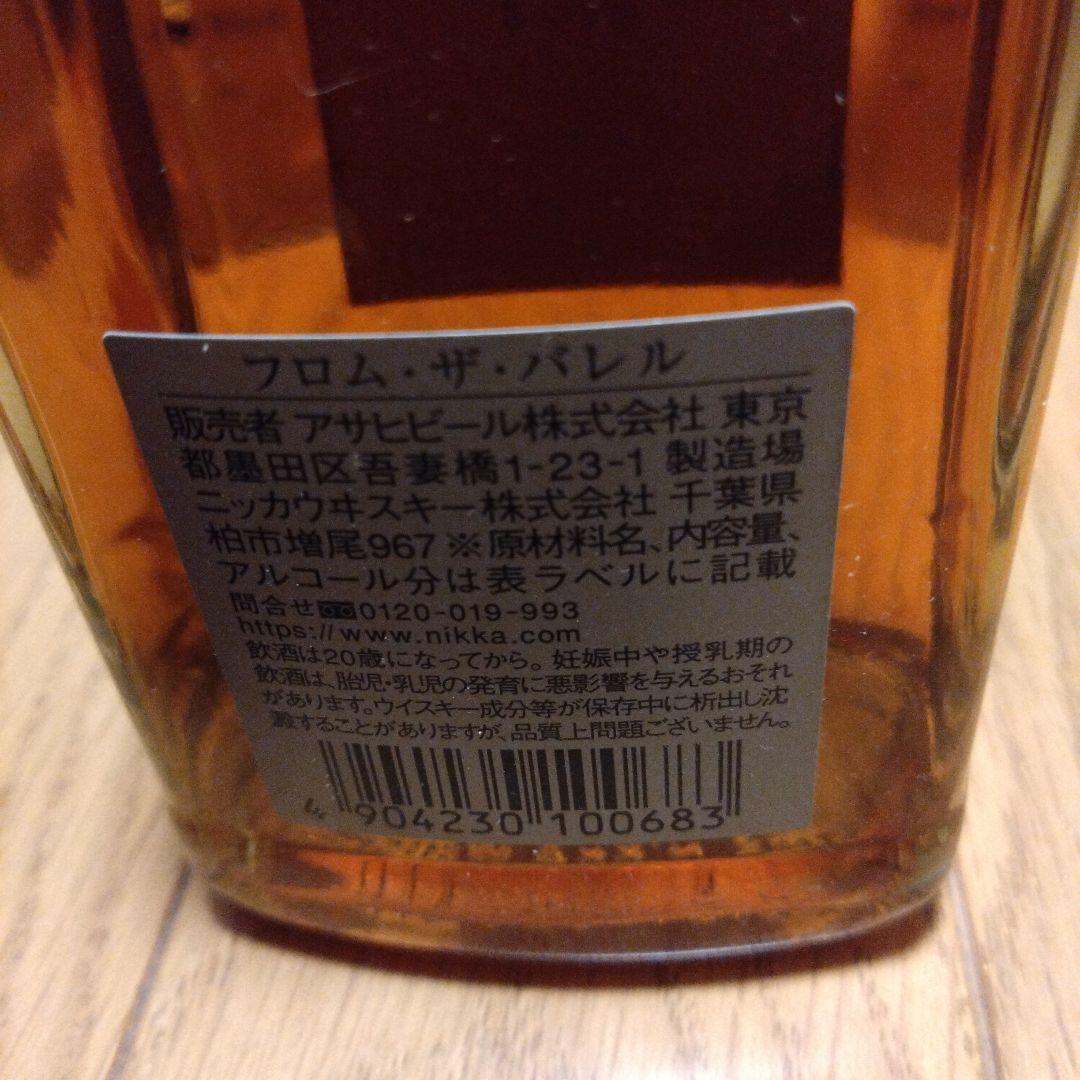 フロム・ザ・バレル
販売者 アサヒビール株式会社 東京
都墨田区吾妻橋1-23-1 製造場
ニッカウヰスキー株式会社 千葉県
柏市増尾967 ※原材料名、内容量、
アルコール分は表ラベルに記載
問合せ 0120-019-993
https://www.nikka.com
飲酒は20歳になってから。妊娠中や授乳期の
飲酒は、胎児・乳児の発育に悪影響を与えるおそれ
があります。ウイスキー成分等が保存中に析出し沈
澱することがありますが、品質上問題ございません。
4 904230 100683